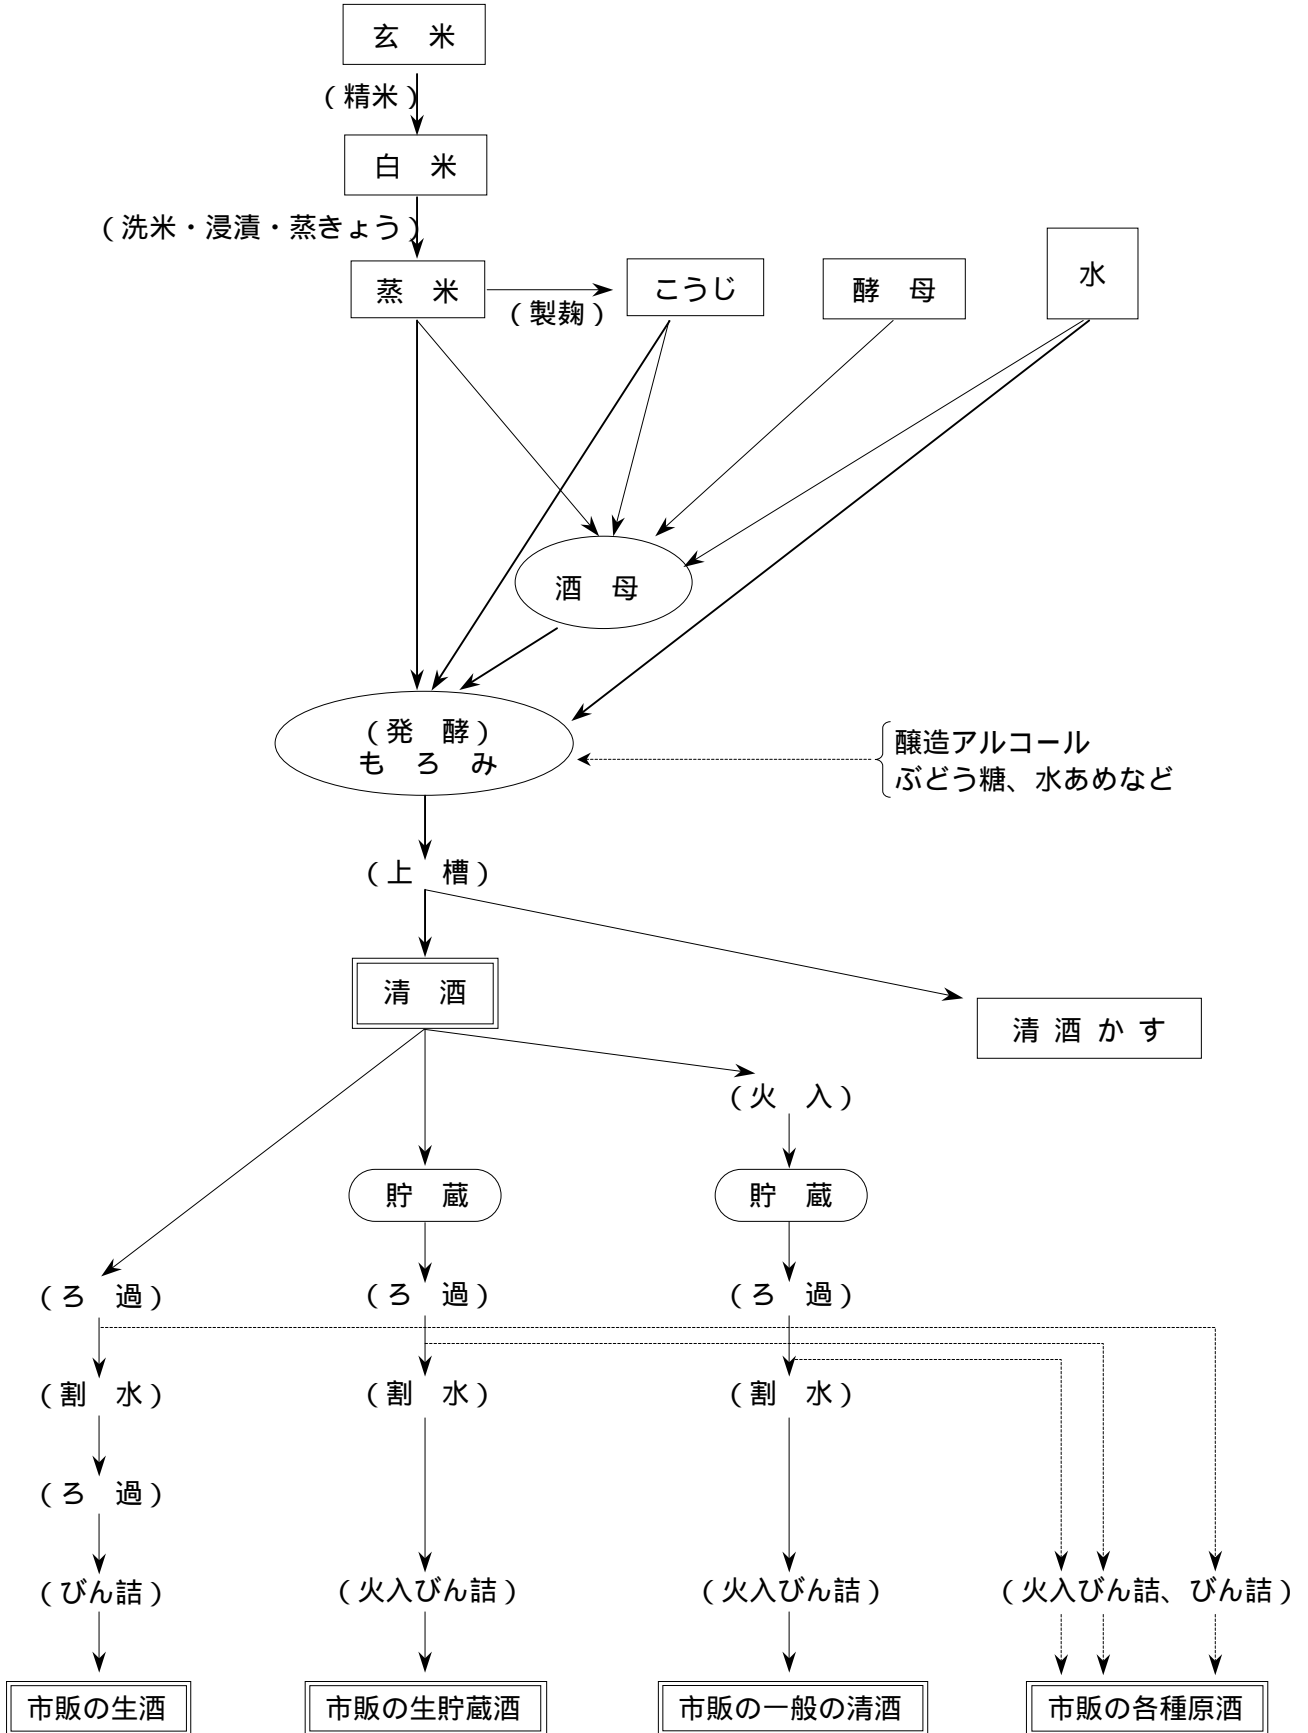 玄　米
（精米）
白　米
（洗米・浸漬・蒸きょう）
蒸　米
（製麹）
こうじ
酵　母
水
酒　母
（発　酵）
も　ろ　み
醸造アルコール
ぶどう糖、水あめなど
（上　槽）
清　酒
清 酒 か す
（火　入）
貯　蔵
貯　蔵
（ろ　過）
（ろ　過）
（ろ　過）
（割　水）
（割　水）
（割　水）
（ろ　過）
（びん詰）
（火入びん詰）
（火入びん詰）
（火入びん詰、びん詰）
市販の生酒
市販の生貯蔵酒
市販の一般の清酒
市販の各種原酒